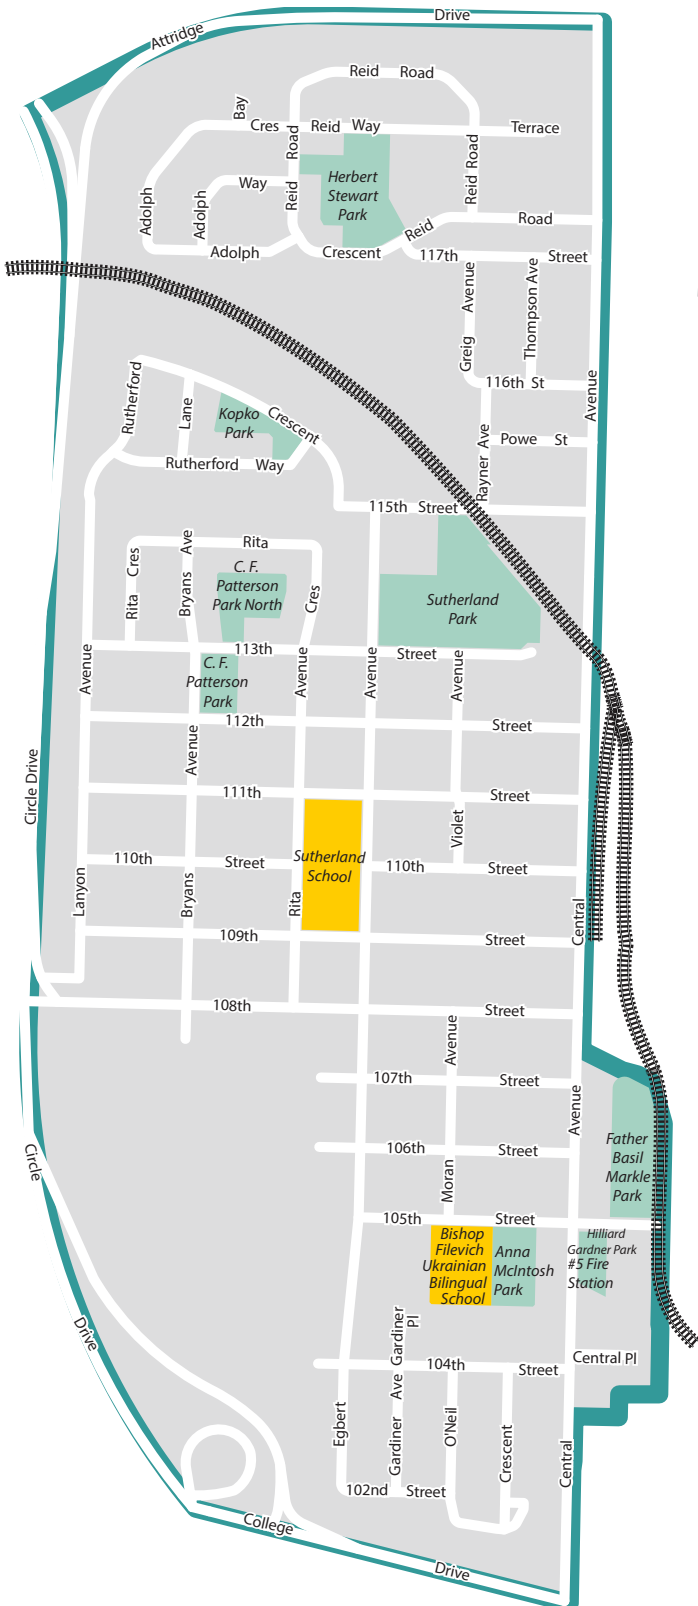 Drive
Attridge
Reid Road
Bay
Cres
Reid Way
Terrace
Road
Reid
Reid Road
Herbert
Stewart
Park
Way
Adolph
Adolph
Reid
Road
Adolph
Crescent
117th
Street
Avenue
Greig
Thompson Ave
116th St
Avenue
Rutherford
Lane
Kopko
Park
Crescent
Rutherford Way
Rayner Ave
Powe St
115th Street
Rita
Cres
Rita
Ave
Bryans
C. F.
Patterson
Park North
Cres
Sutherland
Park
113th
Street
Avenue
C. F.
Patterson
Park
Avenue
Avenue
Avenue
112th
Street
Avenue
Circle Drive
111th
Street
Violet
110th
Street
Sutherland
School
110th
Street
Lanyon
Bryans
Rita
Central
109th
Street
108th
Street
Avenue
107th
Street
Avenue
106th
Street
Father
Basil
Markle
Park
Circle
Moran
105th
Street
Bishop
Filevich
Ukrainian
Bilingual
School
Anna
McIntosh
Park
Hilliard
Gardner Park
#5 Fire
Station
Drive
Gardiner Pl
Central Pl
104th
Street
Ave
Gardiner
Egbert
O'Neil
Crescent
Central
102nd Street
College
Drive